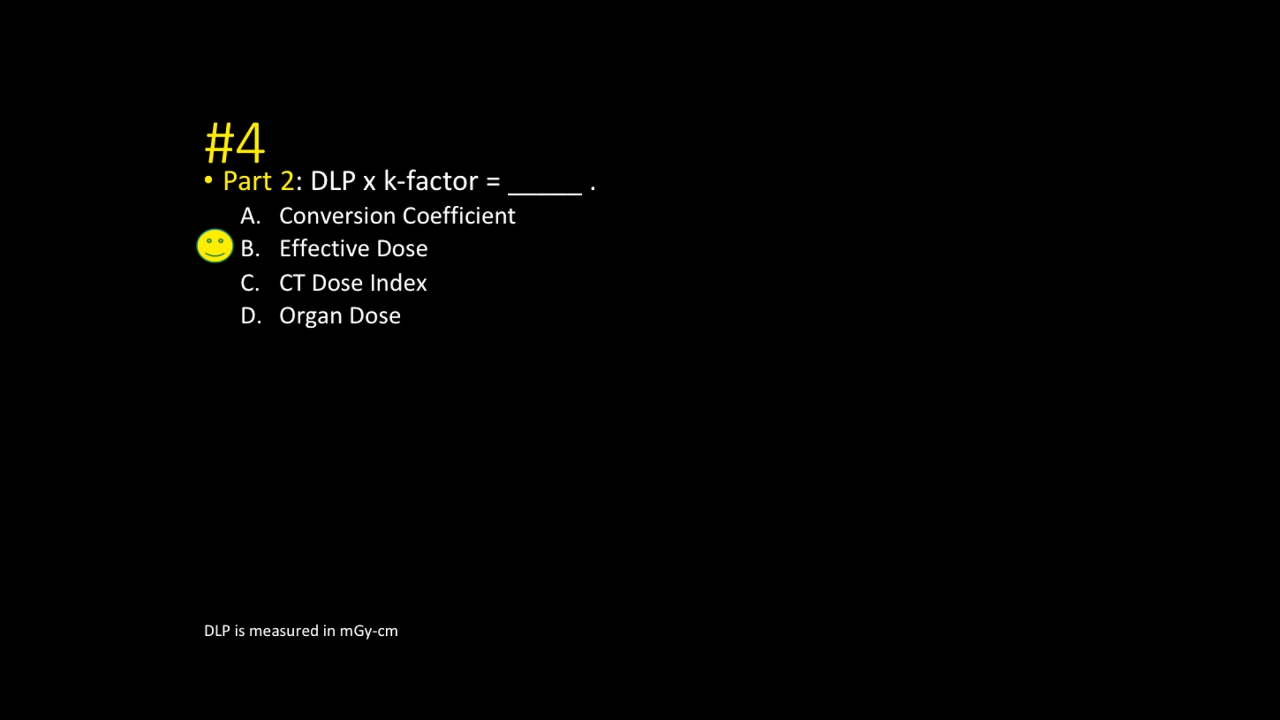 #4
• Part 2: DLP x k-factor = _____ .
A. Conversion Coefficient
B. Effective Dose
C. CT Dose Index
D. Organ Dose
DLP is measured in mGy-cm